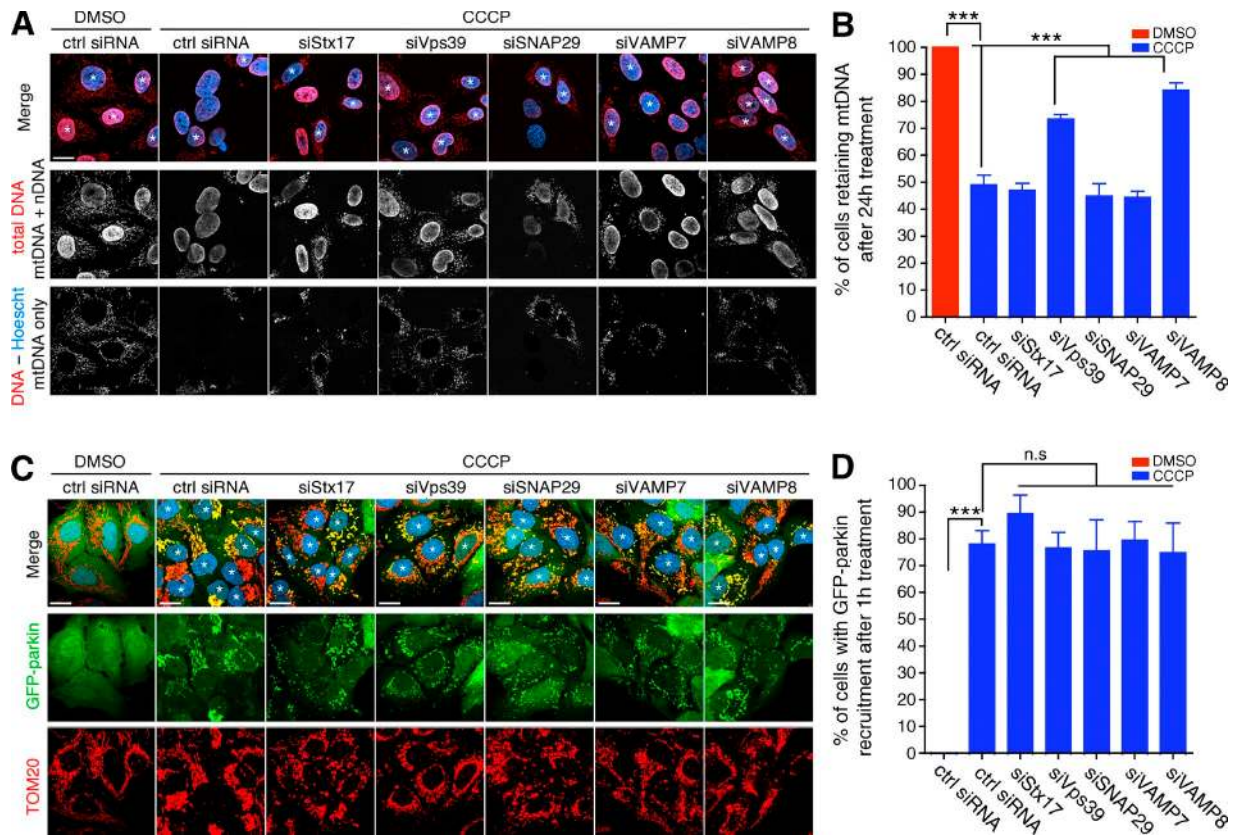 A
DMSO
CCCP
ctrl siRNA
ctrl siRNA
siStx17
siVps39
siSNAP29
siVAMP7
siVAMP8
Merge
total DNA
mtDNA + nDNA
DNA – Hoescht
mtDNA only
B
DMSO
CCCP
***
***
% of cells retaining mtDNA
after 24h treatment
100
90
80
70
60
50
40
30
20
10
0
ctrl siRNA
ctrl siRNA
siStx17
siVps39
siSNAP29
siVAMP7
siVAMP8
C
DMSO
CCCP
ctrl siRNA
ctrl siRNA
siStx17
siVps39
siSNAP29
siVAMP7
siVAMP8
Merge
GFP-parkin
TOM20
D
n.s
DMSO
CCCP
***
% of cells with GFP-parkin
recruitment after 1h treatment
100
90
80
70
60
50
40
30
20
10
0
ctrl siRNA
ctrl siRNA
siStx17
siVps39
siSNAP29
siVAMP7
siVAMP8